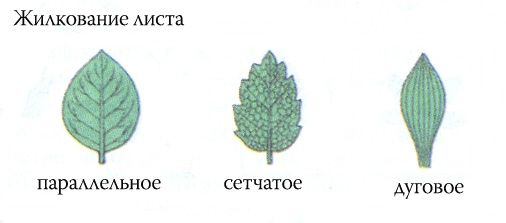 Жилкование листа
параллельное
сетчатое
дуговое